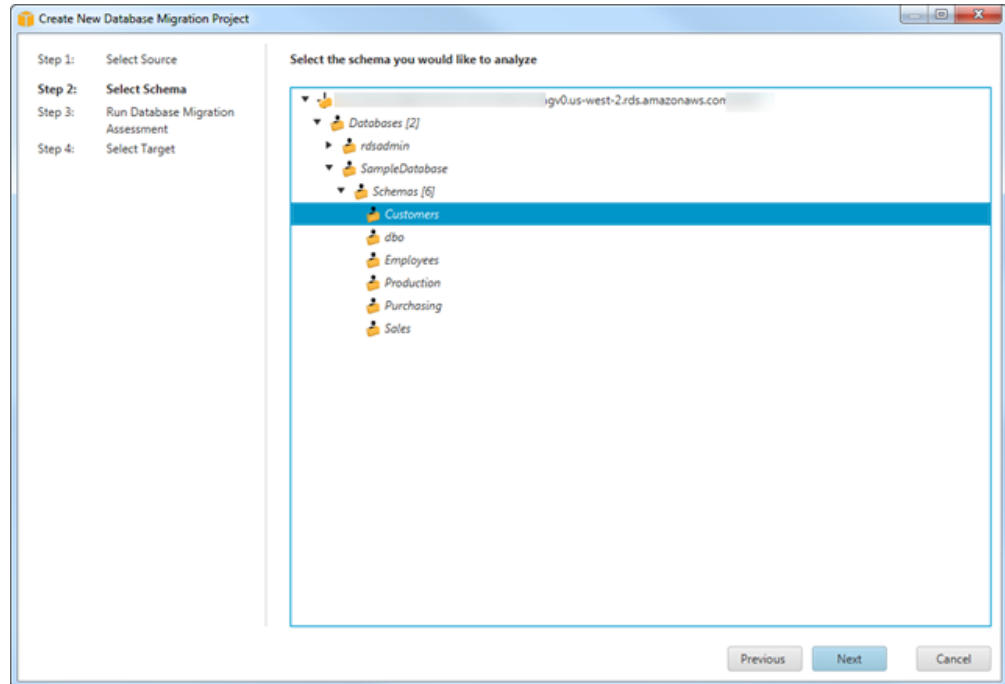 Create New Database Migration Project
Step 1: Select Source
Step 2: Select Schema
Step 3: Run Database Migration
Assessment
Step 4: Select Target
Select the schema you would like to analyze
gv0.us-west-2.rds.amazonaws.com
Databases [2]
rdsadmin
SampleDatabase
Schemas [6]
Customers
dbo
Employees
Production
Purchasing
Sales
Previous Next Cancel